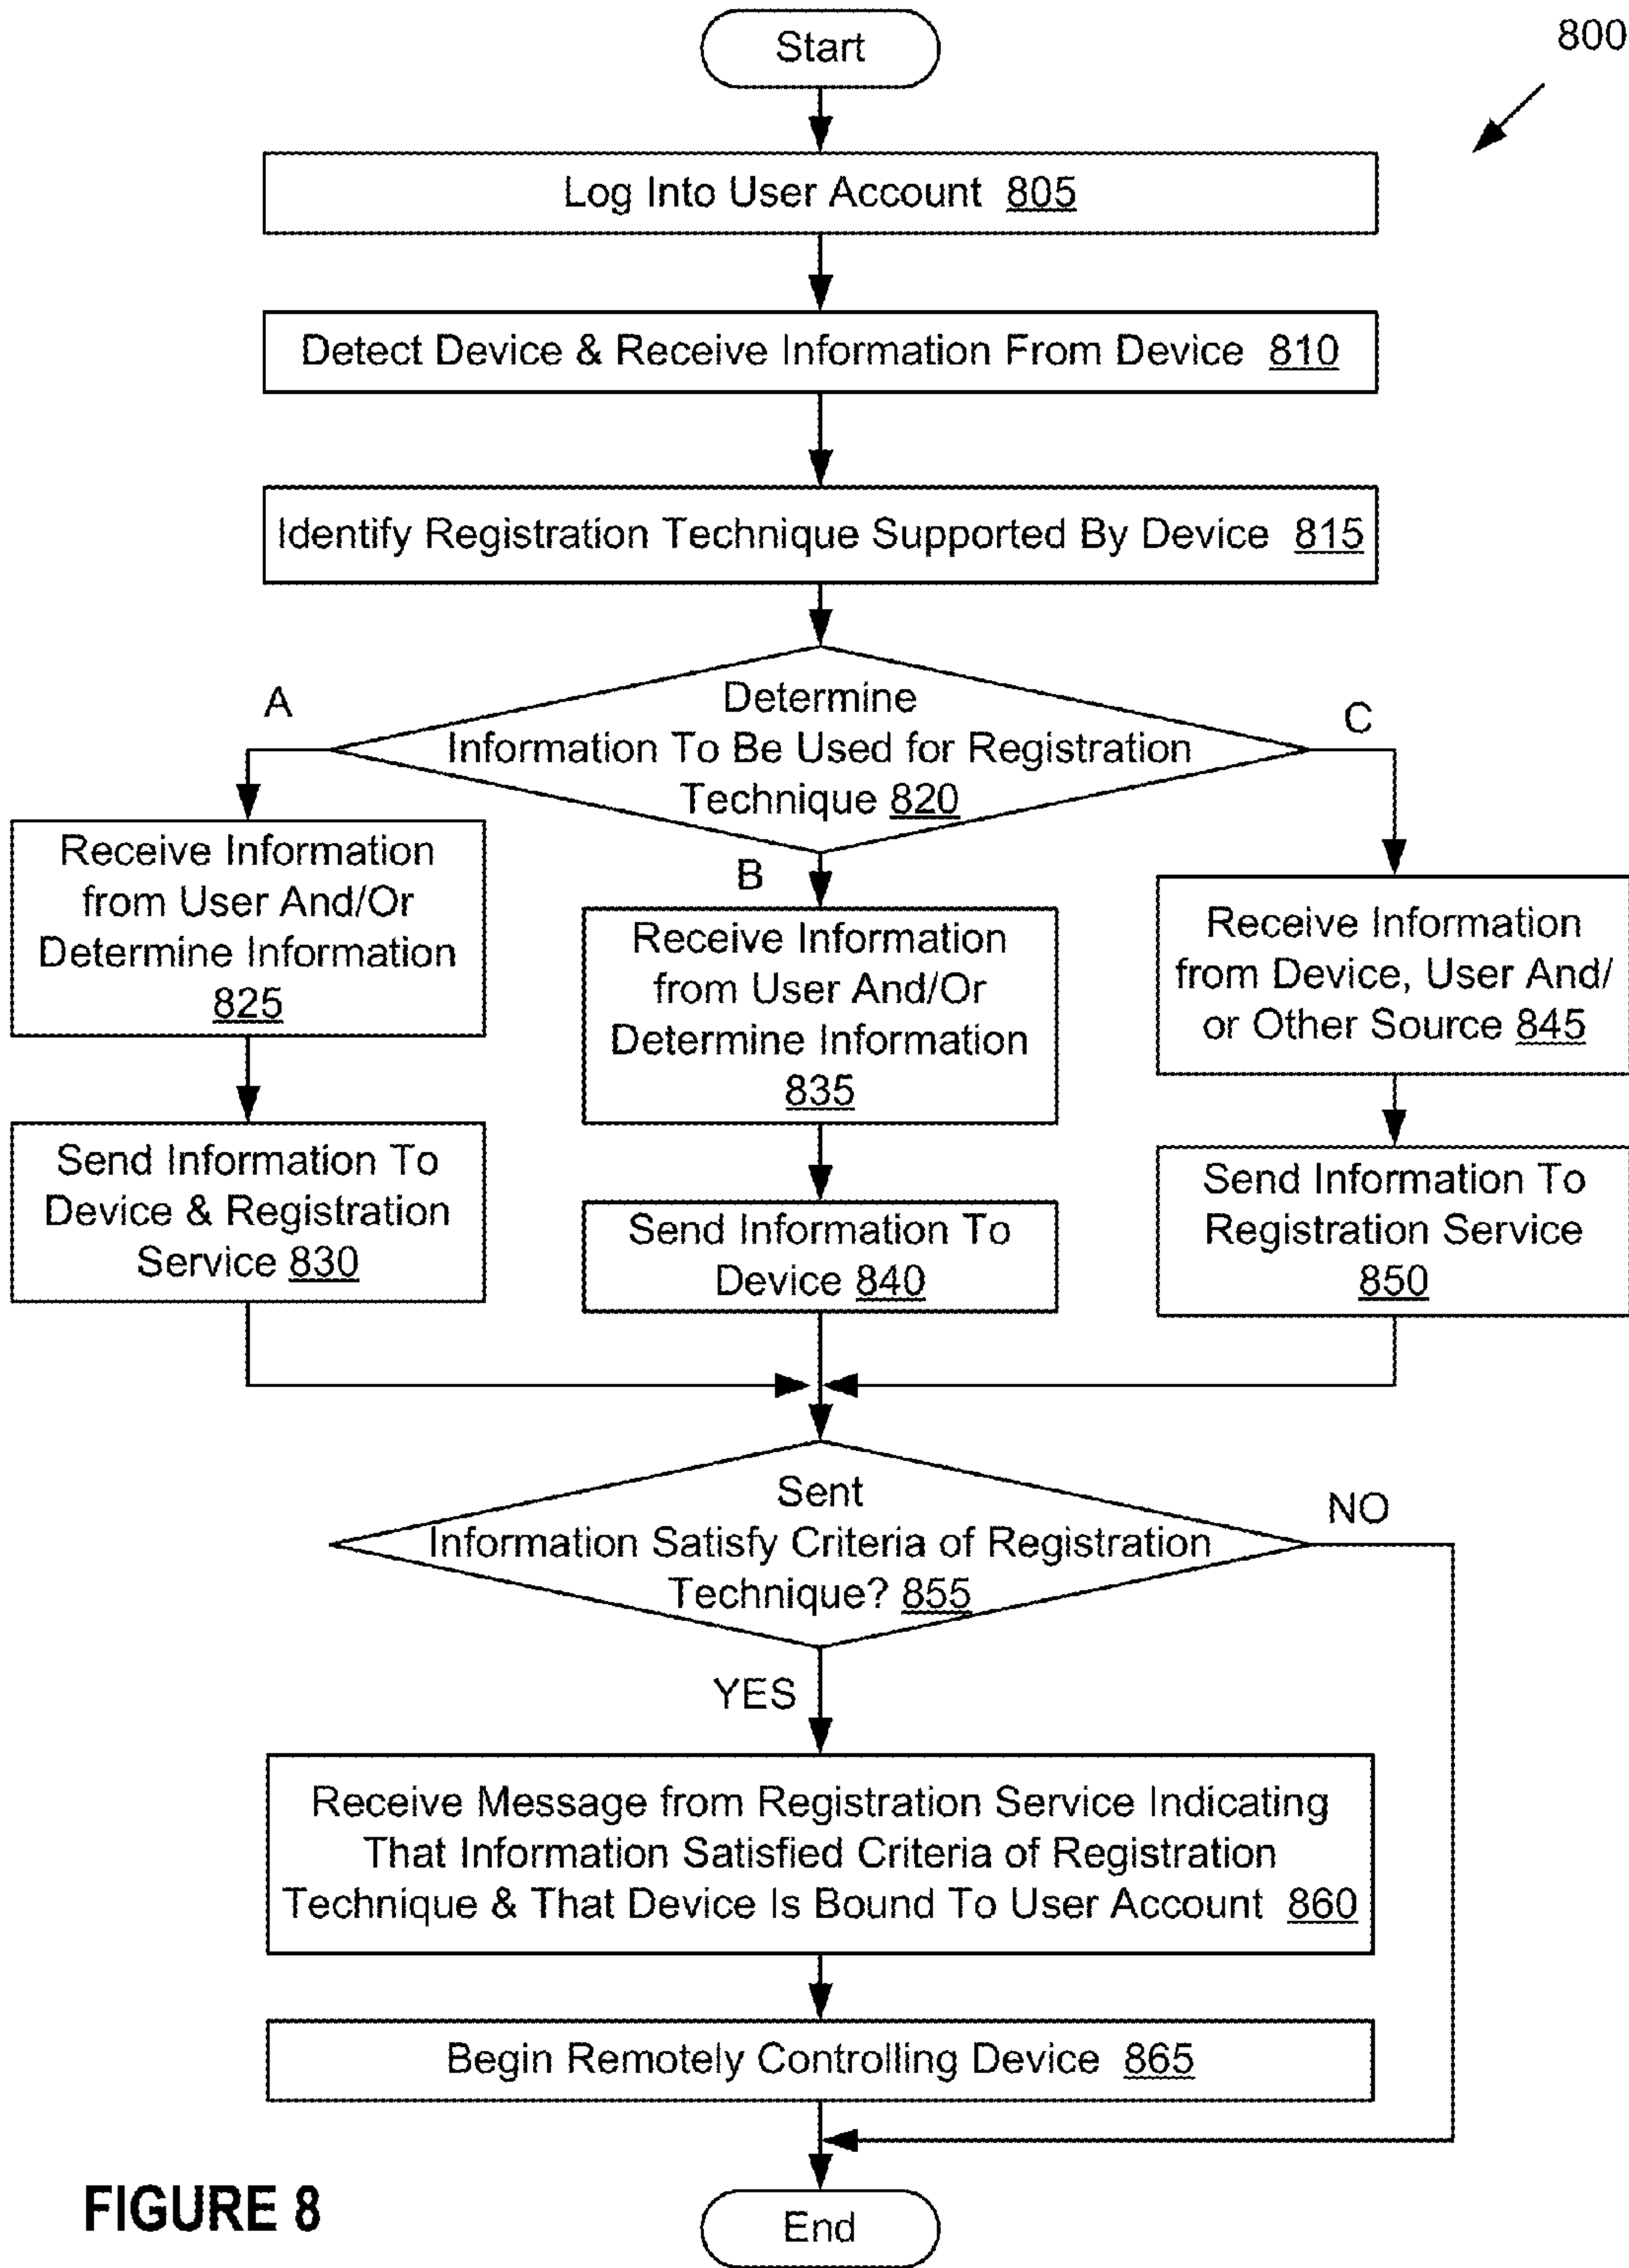 Start
800
Log Into User Account 805
Detect Device & Receive Information From Device 810
Identify Registration Technique Supported By Device 815
Determine
Information To Be Used for Registration
Technique 820
A
B
C
Receive Information
from User And/Or
Determine Information
825
Send Information To
Device & Registration
Service 830
Receive Information
from User And/Or
Determine Information
835
Send Information To
Device 840
Receive Information
from Device, User And/
or Other Source 845
Send Information To
Registration Service
850
Sent
Information Satisfy Criteria of Registration
Technique? 855
NO
YES
Receive Message from Registration Service Indicating
That Information Satisfied Criteria of Registration
Technique & That Device Is Bound To User Account 860
Begin Remotely Controlling Device 865
End
FIGURE 8